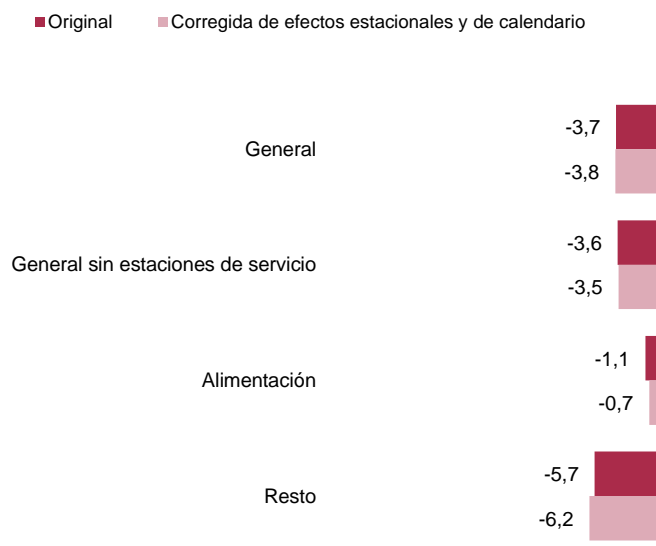 Original Corregida de efectos estacionales y de calendario
General
-3,7
-3,8
General sin estaciones de servicio
-3,6
-3,5
Alimentación
-1,1
-0,7
Resto
-5,7
-6,2